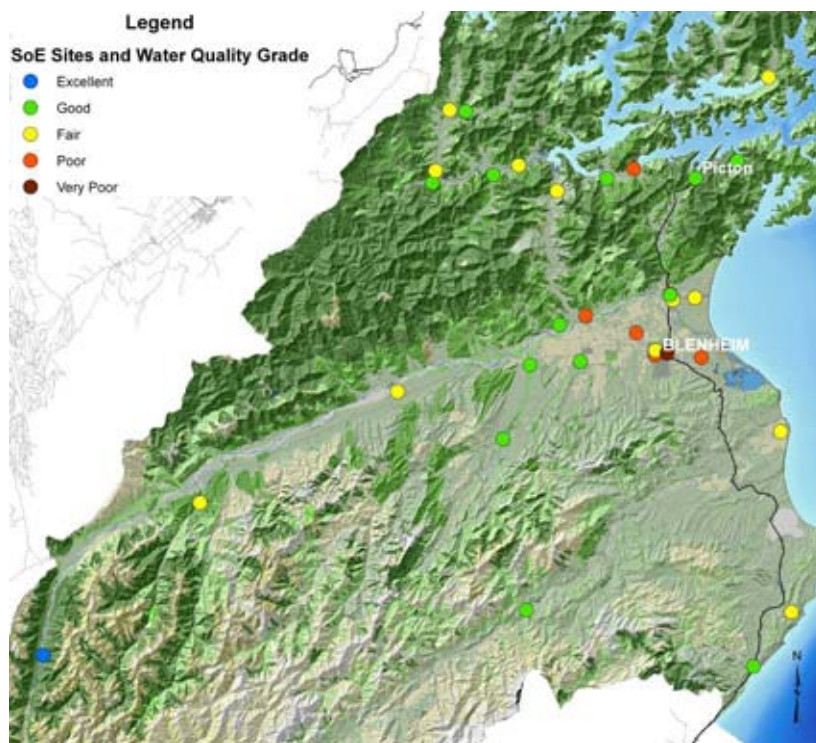 Legend
SoE Sites and Water Quality Grade
Excellent
Good
Fair
Poor
Very Poor
Picton
BLENHEIM
N